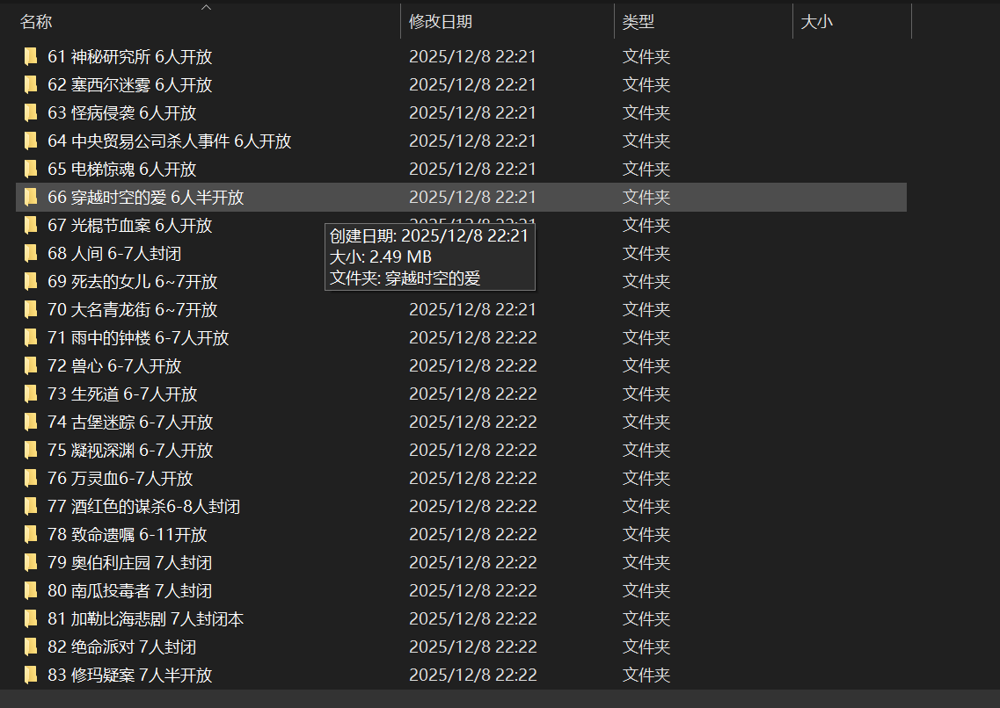 名称 修改日期 类型 大小
61 神秘研究所 6人开放 2025/12/8 22:21 文件夹
62 塞西尔迷雾 6人开放 2025/12/8 22:21 文件夹
63 怪病侵袭 6人开放 2025/12/8 22:21 文件夹
64 中央贸易公司杀人事件 6人开放 2025/12/8 22:21 文件夹
65 电梯惊魂 6人开放 2025/12/8 22:21 文件夹
66 穿越时空的爱 6人半开放 2025/12/8 22:21 文件夹
67 光棍节血案 6人开放 2025/12/8 22:21 文件夹
创建日期: 2025/12/8 22:21
大小: 2.49 MB
文件夹: 穿越时空的爱
68 人间 6-7人封闭 文件夹
69 死去的女儿 6~7开放 文件夹
70 大名青龙街 6~7开放 2025/12/8 22:21 文件夹
71 雨中的钟楼 6-7人开放 2025/12/8 22:22 文件夹
72 兽心 6-7人开放 2025/12/8 22:22 文件夹
73 生死道 6-7人开放 2025/12/8 22:22 文件夹
74 古堡迷踪 6-7人开放 2025/12/8 22:22 文件夹
75 凝视深渊 6-7人开放 2025/12/8 22:22 文件夹
76 万灵血6-7人开放 2025/12/8 22:22 文件夹
77 酒红色的谋杀6-8人封闭 2025/12/8 22:22 文件夹
78 致命遗嘱 6-11开放 2025/12/8 22:22 文件夹
79 奥伯利庄园 7人封闭 2025/12/8 22:22 文件夹
80 南瓜投毒者 7人封闭 2025/12/8 22:22 文件夹
81 加勒比海悲剧 7人封闭本 2025/12/8 22:22 文件夹
82 绝命派对 7人封闭 2025/12/8 22:22 文件夹
83 修玛疑案 7人半开放 2025/12/8 22:22 文件夹